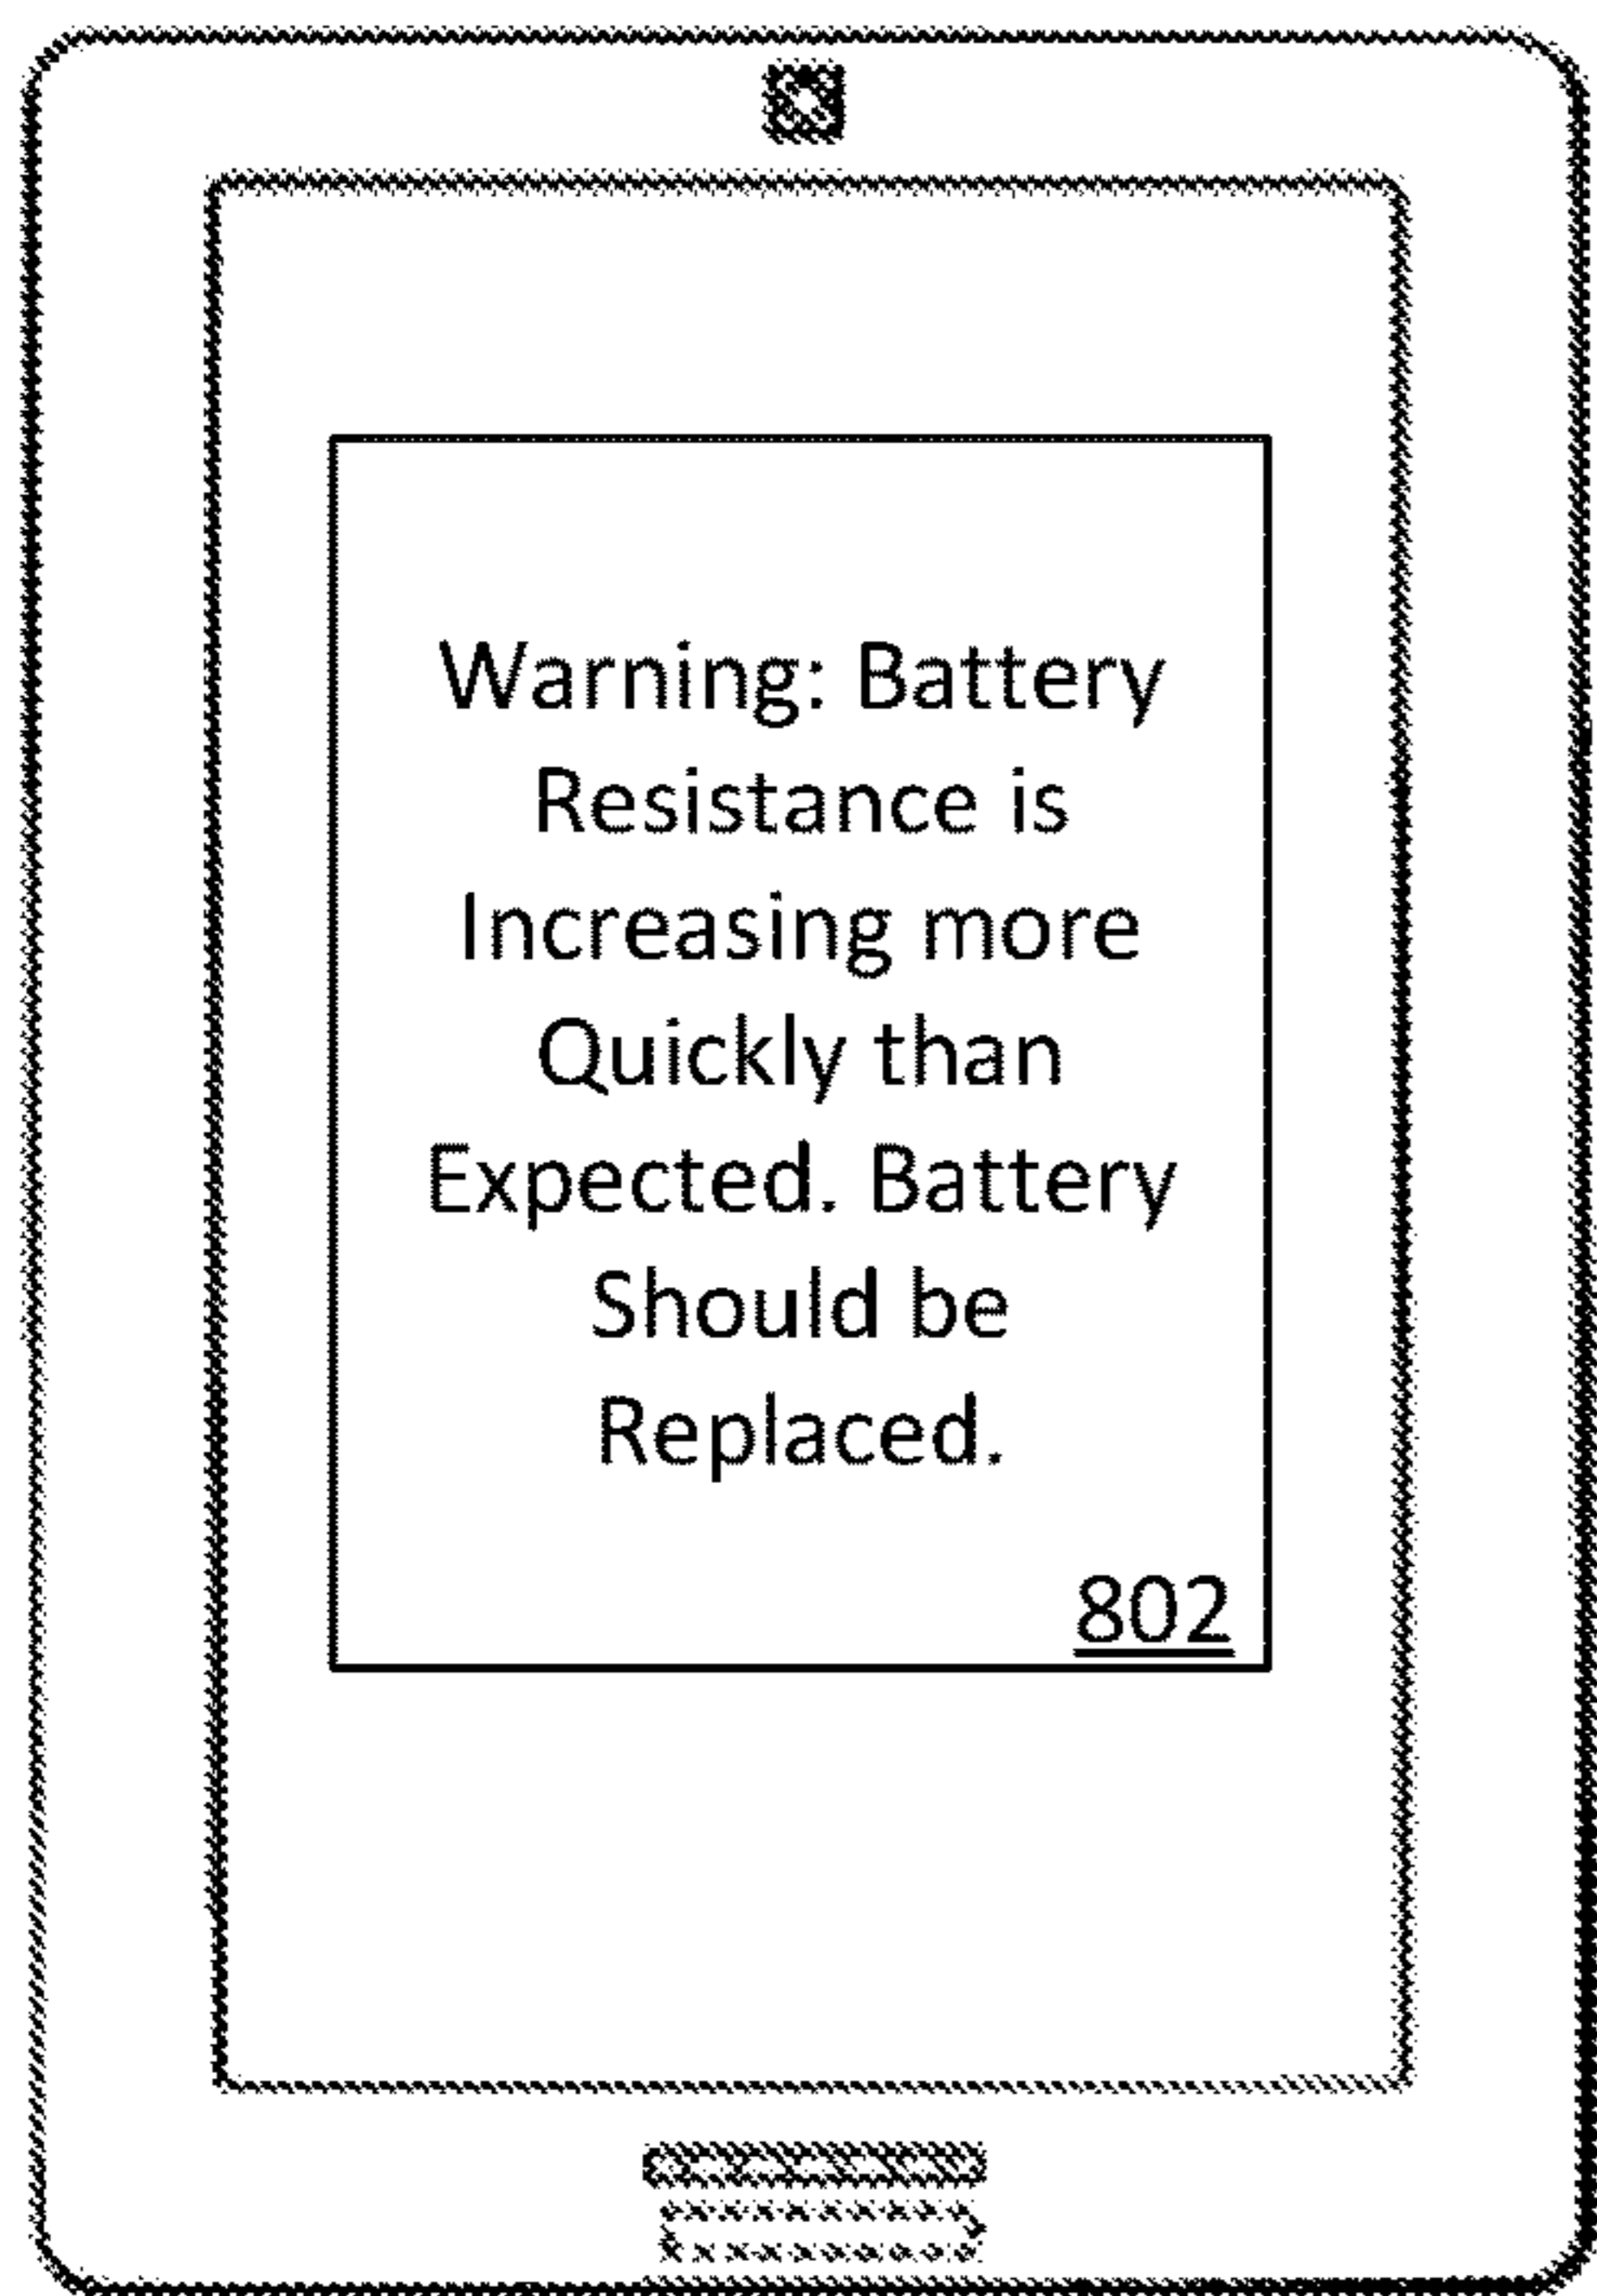 Warning: Battery
Resistance is
Increasing more
Quickly than
Expected. Battery
Should be
Replaced.
802